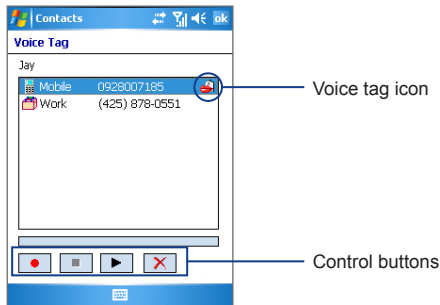 Contacts ok
Voice Tag
Jay
Mobile 0928007185
Voice tag icon
Work (425) 878-0551
Control buttons